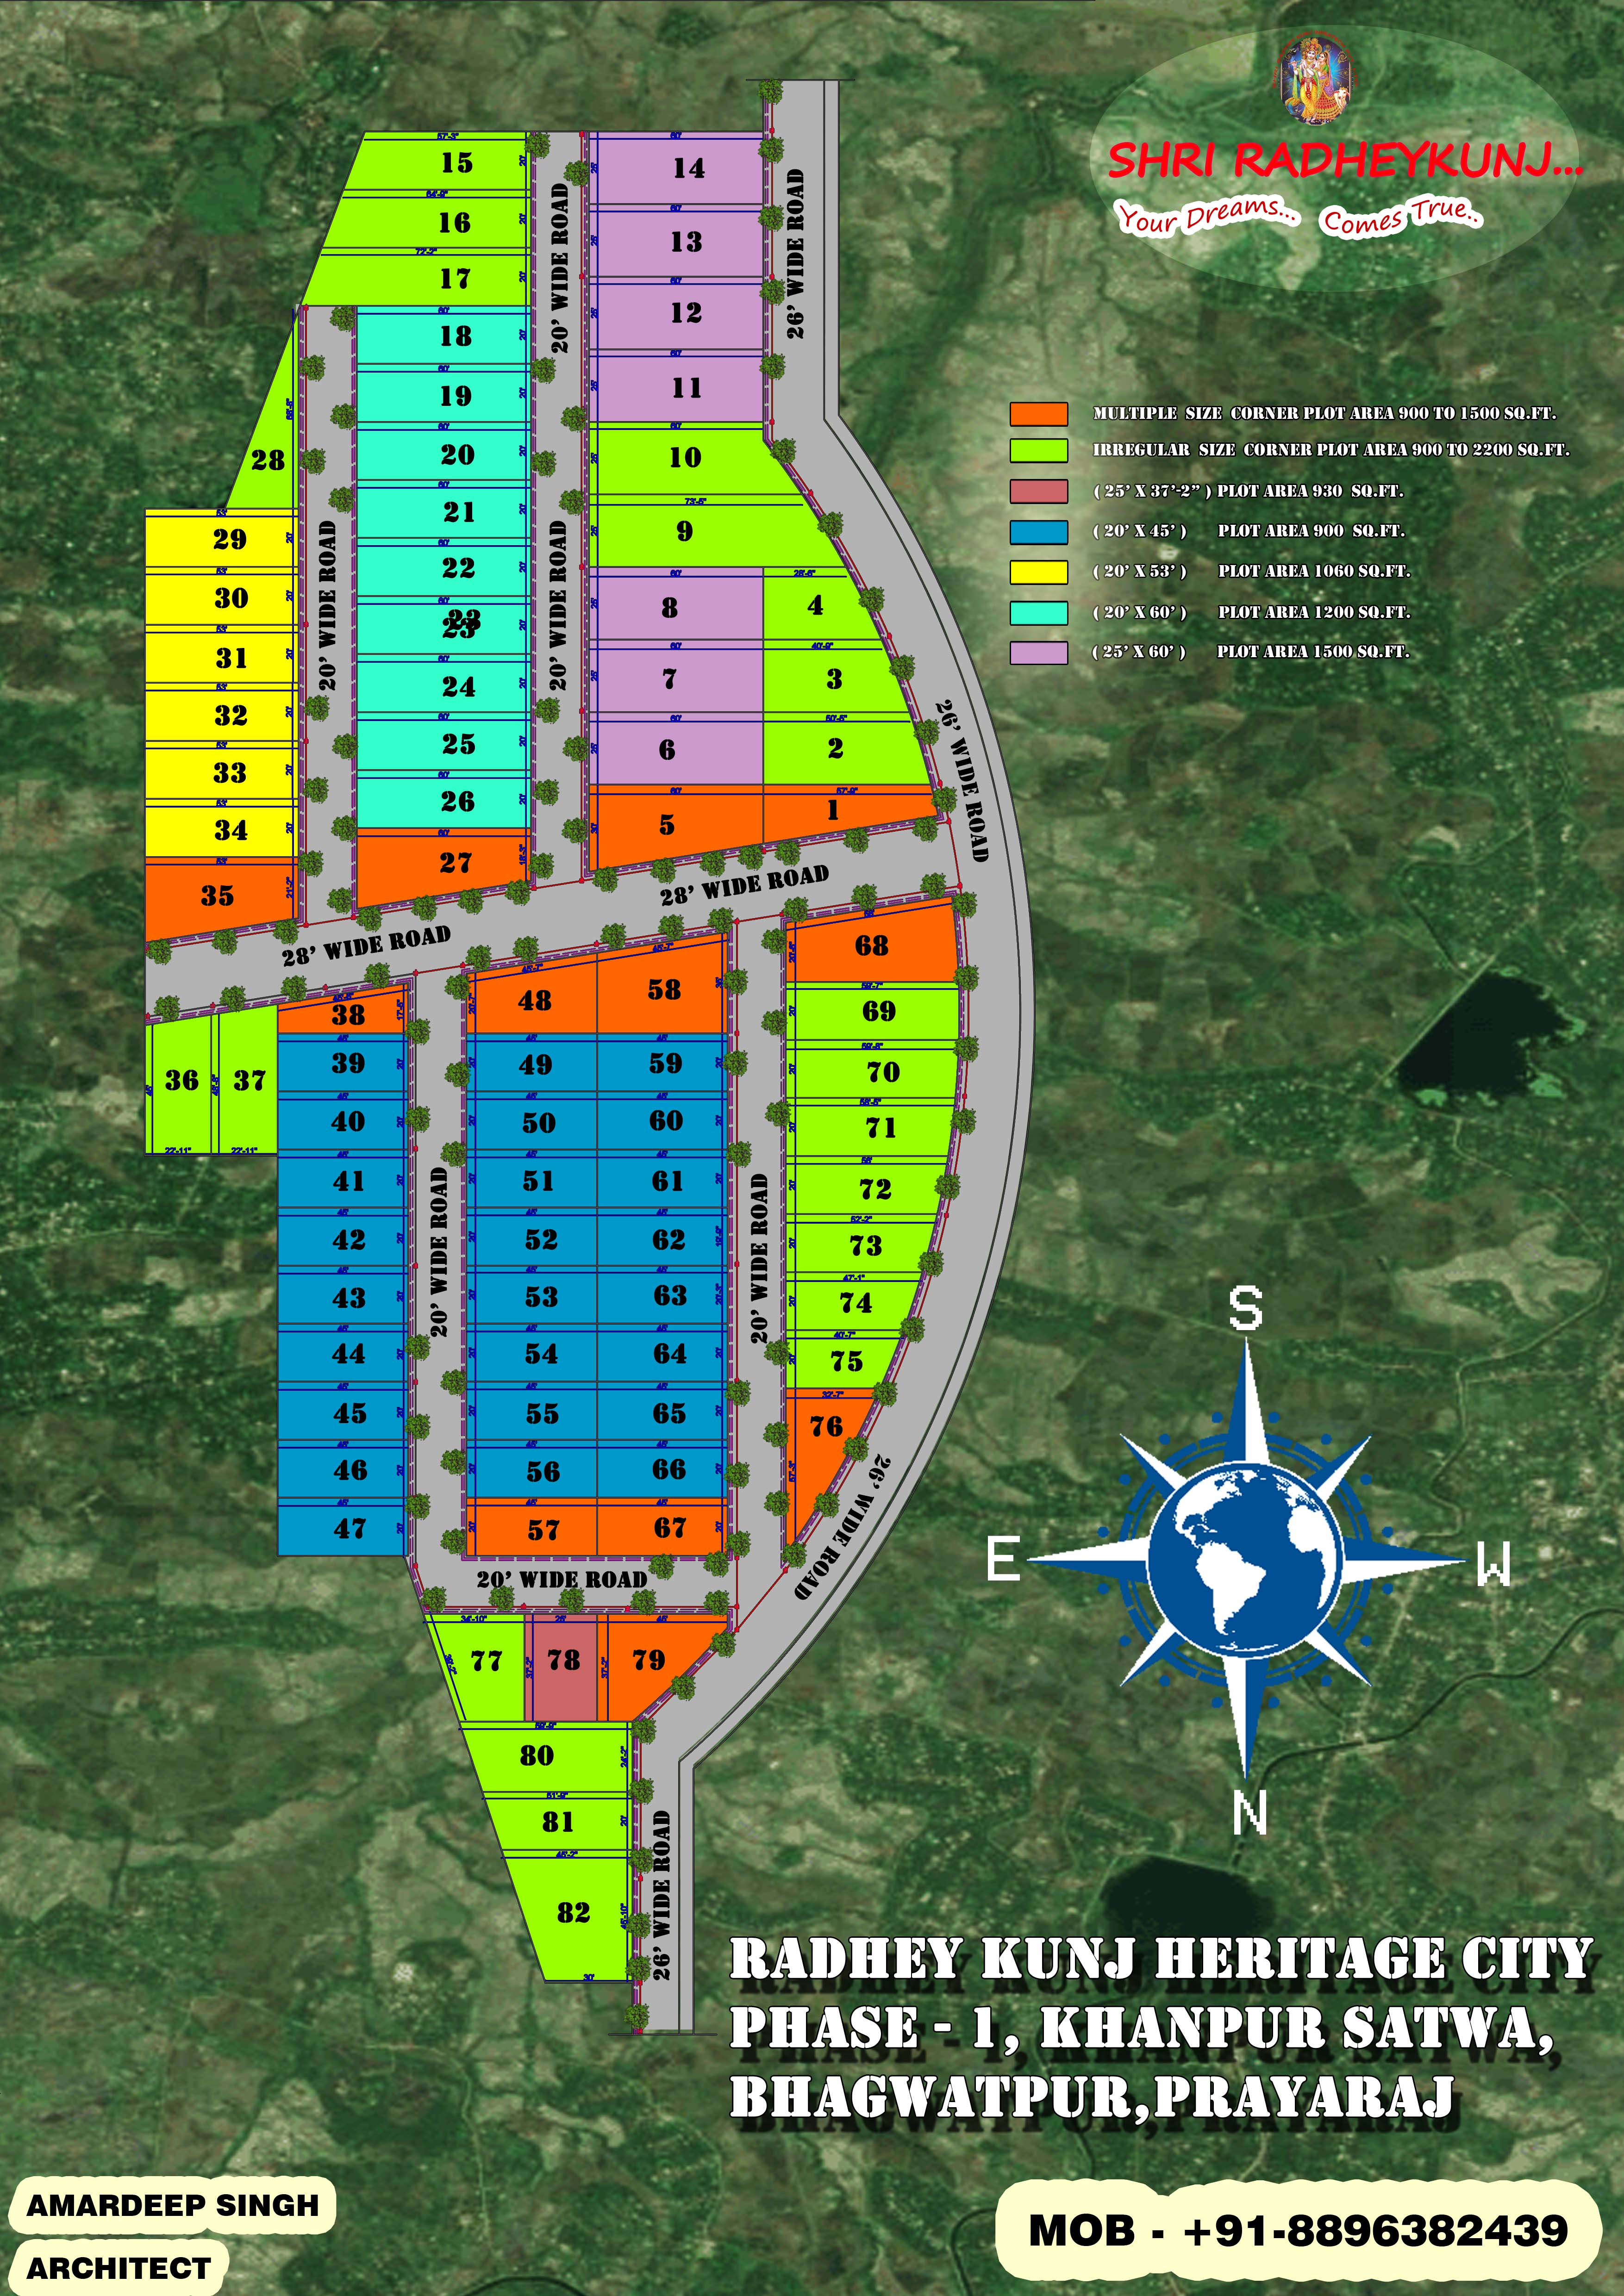 SHRI RADHEYKUNJ...
Your Dreams... Comes True..
MULTIPLE SIZE CORNER PLOT AREA 900 TO 1500 SQ.FT.
IRREGULAR SIZE CORNER PLOT AREA 900 TO 2200 SQ.FT.
( 25' X 37'-2" ) PLOT AREA 930 SQ.FT.
( 20' X 45' ) PLOT AREA 900 SQ.FT.
( 20' X 53' ) PLOT AREA 1060 SQ.FT.
( 20' X 60' ) PLOT AREA 1200 SQ.FT.
( 25' X 60' ) PLOT AREA 1500 SQ.FT.
15
16
17
18
19
20
21
22
23
24
25
26
27
14
13
12
11
10
9
8
7
6
5
4
3
2
1
28
29
30
31
32
33
34
35
20' WIDE ROAD
20' WIDE ROAD
20' WIDE ROAD
26' WIDE ROAD
26' WIDE ROAD
28' WIDE ROAD
28' WIDE ROAD
36
37
38
39
40
41
42
43
44
45
46
47
48
49
50
51
52
53
54
55
56
57
58
59
60
61
62
63
64
65
66
67
68
69
70
71
72
73
74
75
76
20' WIDE ROAD
20' WIDE ROAD
26' WIDE ROAD
20' WIDE ROAD
77
78
79
80
81
82
26' WIDE ROAD
S
E
W
N
RADHEY KUNJ HERITAGE CITY
PHASE - 1, KHANPUR SATWA,
BHAGWATPUR,PRAYARAJ
AMARDEEP SINGH
ARCHITECT
MOB - +91-8896382439